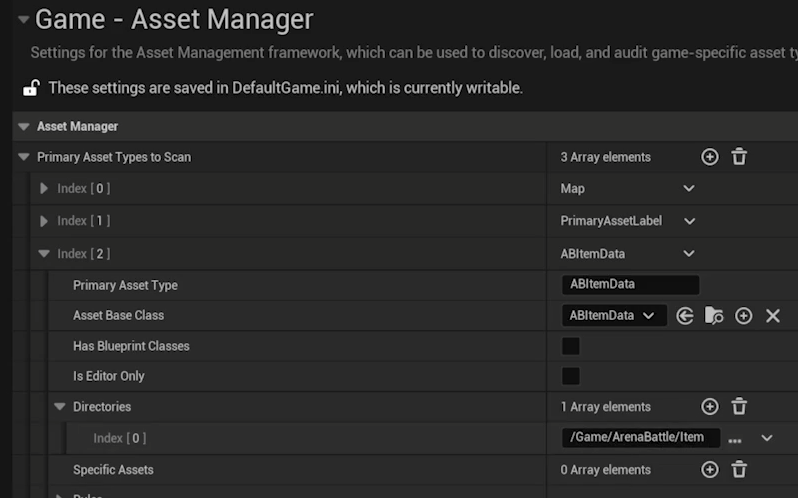 Game - Asset Manager
Settings for the Asset Management framework, which can be used to discover, load, and audit game-specific asset ty
These settings are saved in DefaultGame.ini, which is currently writable.
Asset Manager
Primary Asset Types to Scan 3 Array elements
Index [ 0 ] Map
Index [ 1 ] PrimaryAssetLabel
Index [ 2 ] ABItemData
Primary Asset Type ABItemData
Asset Base Class ABItemData
Has Blueprint Classes
Is Editor Only
Directories 1 Array elements
Index [ 0 ] /Game/ArenaBattle/Item
Specific Assets 0 Array elements